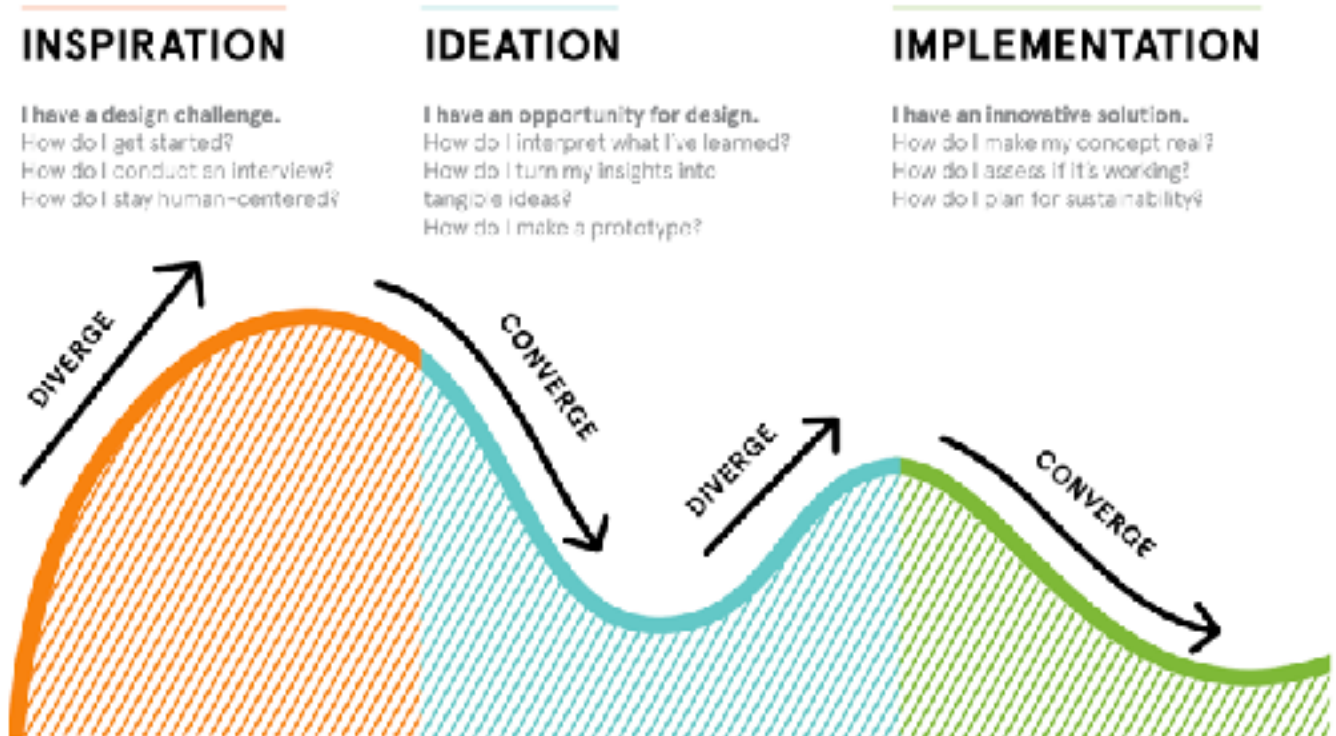 INSPIRATION
I have a design challenge.
How do I get started?
How do I conduct an interview?
How do I stay human-centered?
IDEATION
I have an opportunity for design.
How do I interpret what I've learned?
How do I turn my insights into
tangible ideas?
How do I make a prototype?
IMPLEMENTATION
I have an innovative solution.
How do I make my concept real?
How do I assess if it's working?
How do I plan for sustainability?
DIVERGE
CONVERGE
DIVERGE
CONVERGE